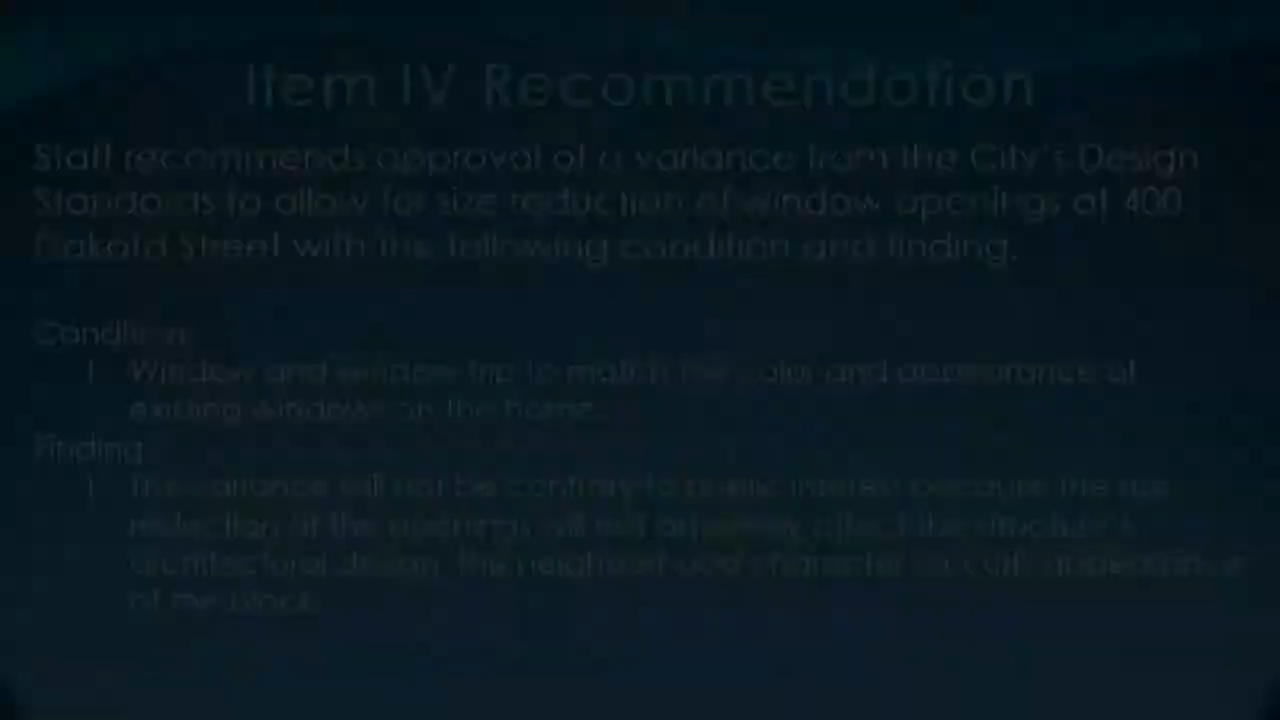 Item IV Recommendation
Staff recommends approval of a variance from the City's Design
Standards to allow for size reduction of window openings at 400
Dakota Street with the following condition and finding.
Condition
1 Window and window trip to match the color and appearance of
existing windows on the home.
Finding
1 The variance will not be contrary to public interest because the size
reduction of the openings will not adversely affect the structure's
architectural design, the neighborhood character or curb appearance
of the block.